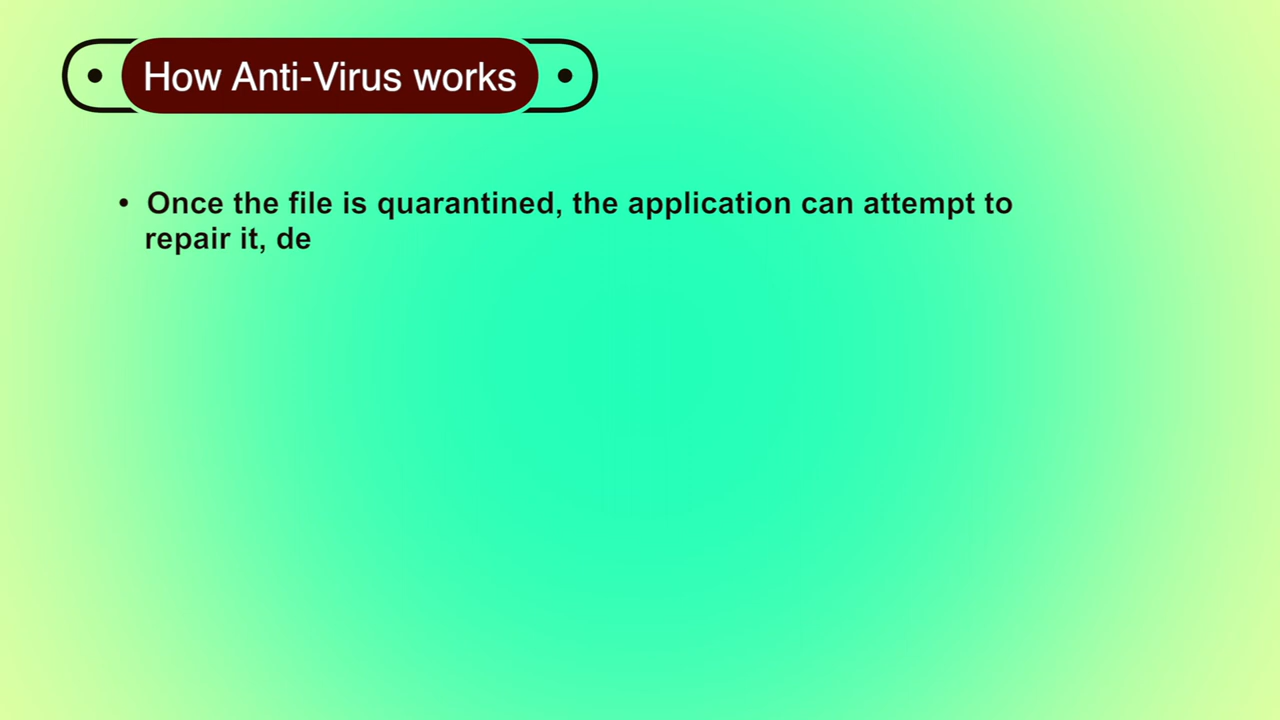 How Anti-Virus works
• Once the file is quarantined, the application can attempt to
repair it, de